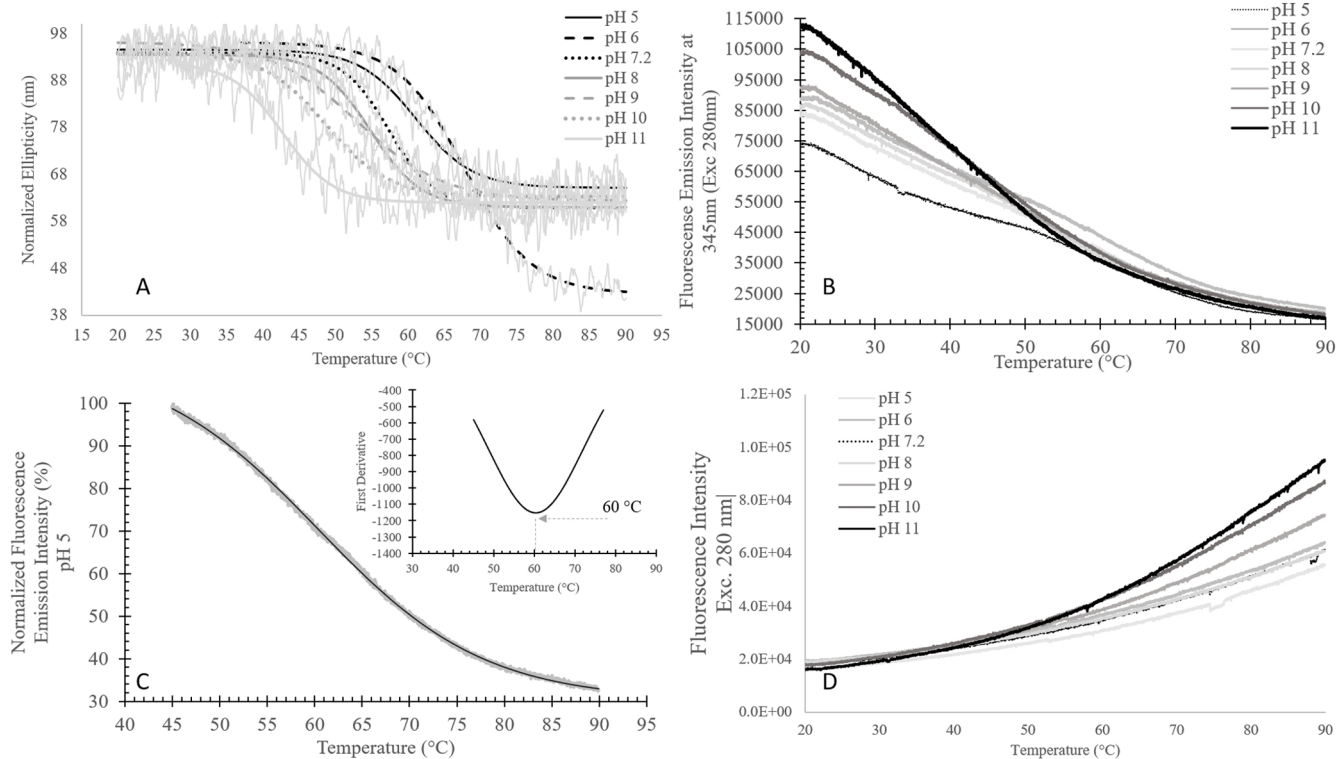 98
88
78
68
58
48
38
15 20 25 30 35 40 45 50 55 60 65 70 75 80 85 90 95
Temperature (°C)
Normalized Ellipticity (nm)
A
pH 5
pH 6
pH 7.2
pH 8
pH 9
pH 10
pH 11
115000
105000
95000
85000
75000
65000
55000
45000
35000
25000
15000
20 30 40 50 60 70 80 90
Temperature (°C)
Fluorescense Emission Intensity at
345nm (Exc 280nm)
B
pH 5
pH 6
pH 7.2
pH 8
pH 9
pH 10
pH 11
100
90
80
70
60
50
40
30
40 45 50 55 60 65 70 75 80 85 90 95
Temperature (°C)
Normalized Fluorescence
Emission Intensity (%)
pH 5
C
-400
-500
-600
-700
-800
-900
-1000
-1100
-1200
-1300
-1400
30 40 50 60 70 80 90
Temperature (°C)
First Derivative
60 °C
1.2E+05
1.0E+05
8.0E+04
6.0E+04
4.0E+04
2.0E+04
0.0E+00
20 30 40 50 60 70 80 90
Temperature (°C)
Fluorescence Intensity
Exc. 280 nm|
D
pH 5
pH 6
pH 7.2
pH 8
pH 9
pH 10
pH 11